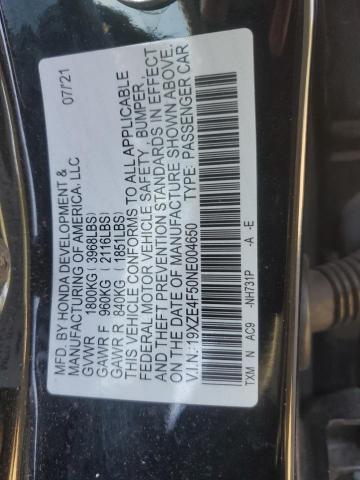 MFD. BY HONDA DEVELOPMENT & 07/'21
MANUFACTURING OF AMERICA, LLC
GVWR 1800KG (3968LBS)
GAWR F 960KG (2116LBS)
GAWR R 840KG (1851LBS)
THIS VEHICLE CONFORMS TO ALL APPLICABLE
FEDERAL MOTOR VEHICLE SAFETY, BUMPER,
AND THEFT PREVENTION STANDARDS IN EFFECT
ON THE DATE OF MANUFACTURE SHOWN ABOVE.
V.I.N.: 19XZE4F50NE004650 TYPE: PASSENGER CAR
TXM N AC9 -NH731P -A -E